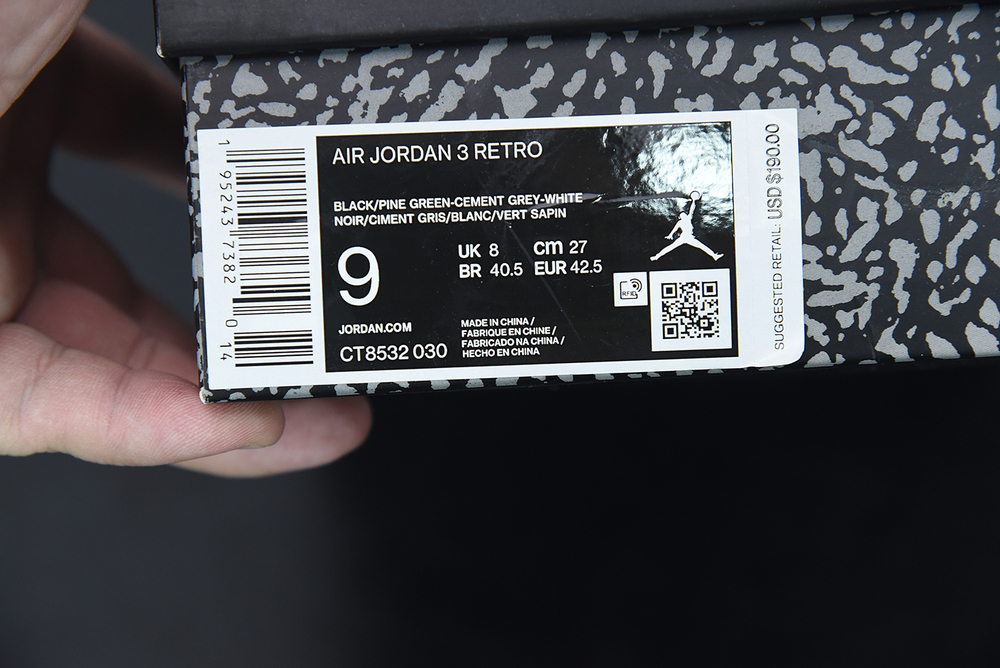 AIR JORDAN 3 RETRO
BLACK/PINE GREEN-CEMENT GREY-WHITE
NOIR/CIMENT GRIS/BLANC/VERT SAPIN
9
UK 8 cm 27
BR 40.5 EUR 42.5
RFID
JORDAN.COM
CT8532 030
MADE IN CHINA /
FABRIQUE EN CHINE /
FABRICADO NA CHINA /
HECHO EN CHINA
1 95243 7382 0 14
SUGGESTED RETAIL: USD $190.00